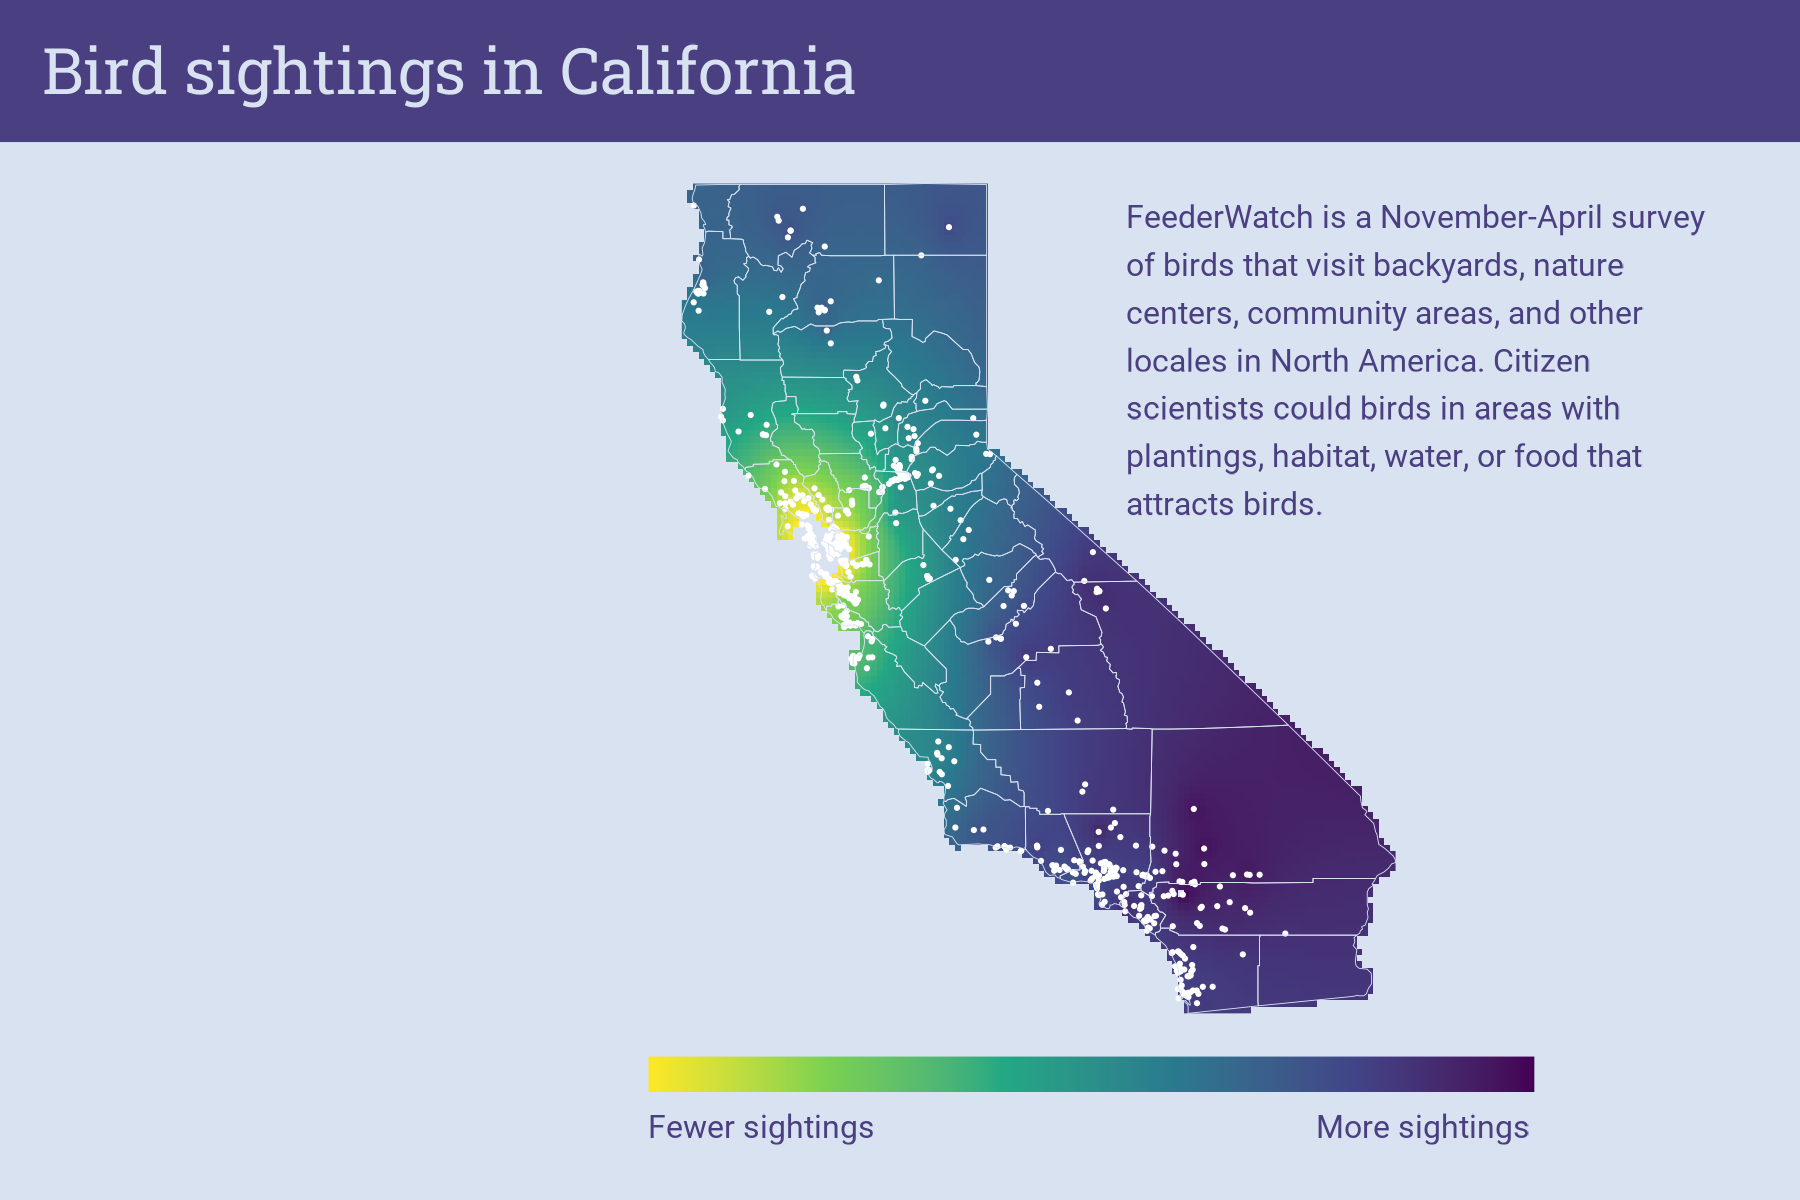 Bird sightings in California
FeederWatch is a November-April survey
of birds that visit backyards, nature
centers, community areas, and other
locales in North America. Citizen
scientists could birds in areas with
plantings, habitat, water, or food that
attracts birds.
Fewer sightings
More sightings